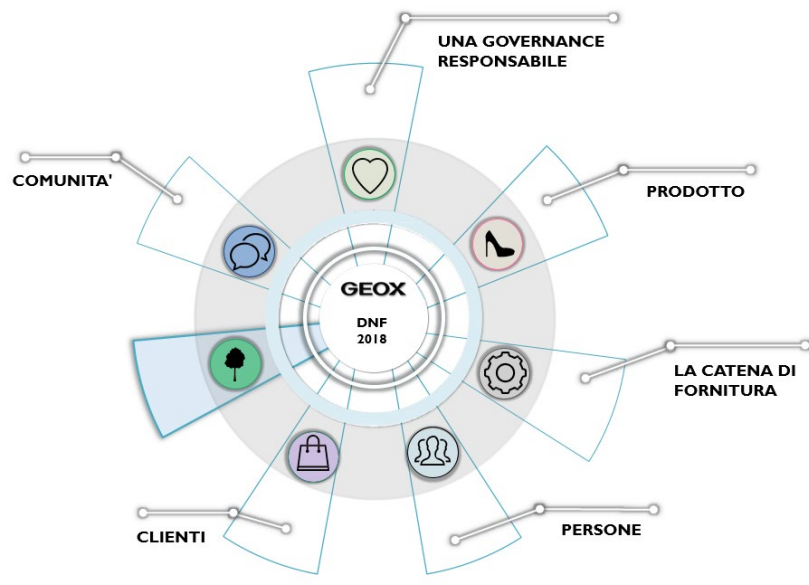 UNA GOVERNANCE
RESPONSABILE
COMUNITA'
PRODOTTO
GEOX
DNF
2018
LA CATENA DI
FORNITURA
CLIENTI
PERSONE